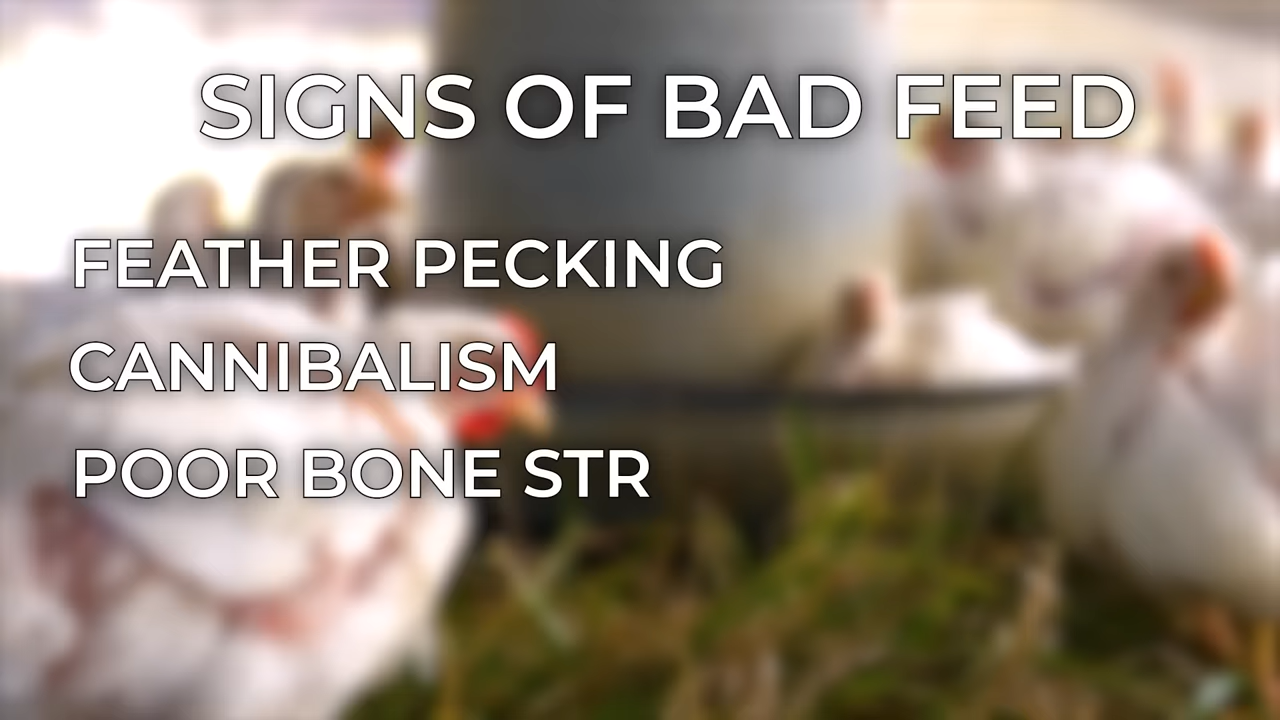 SIGNS OF BAD FEED
FEATHER PECKING
CANNIBALISM
POOR BONE STR